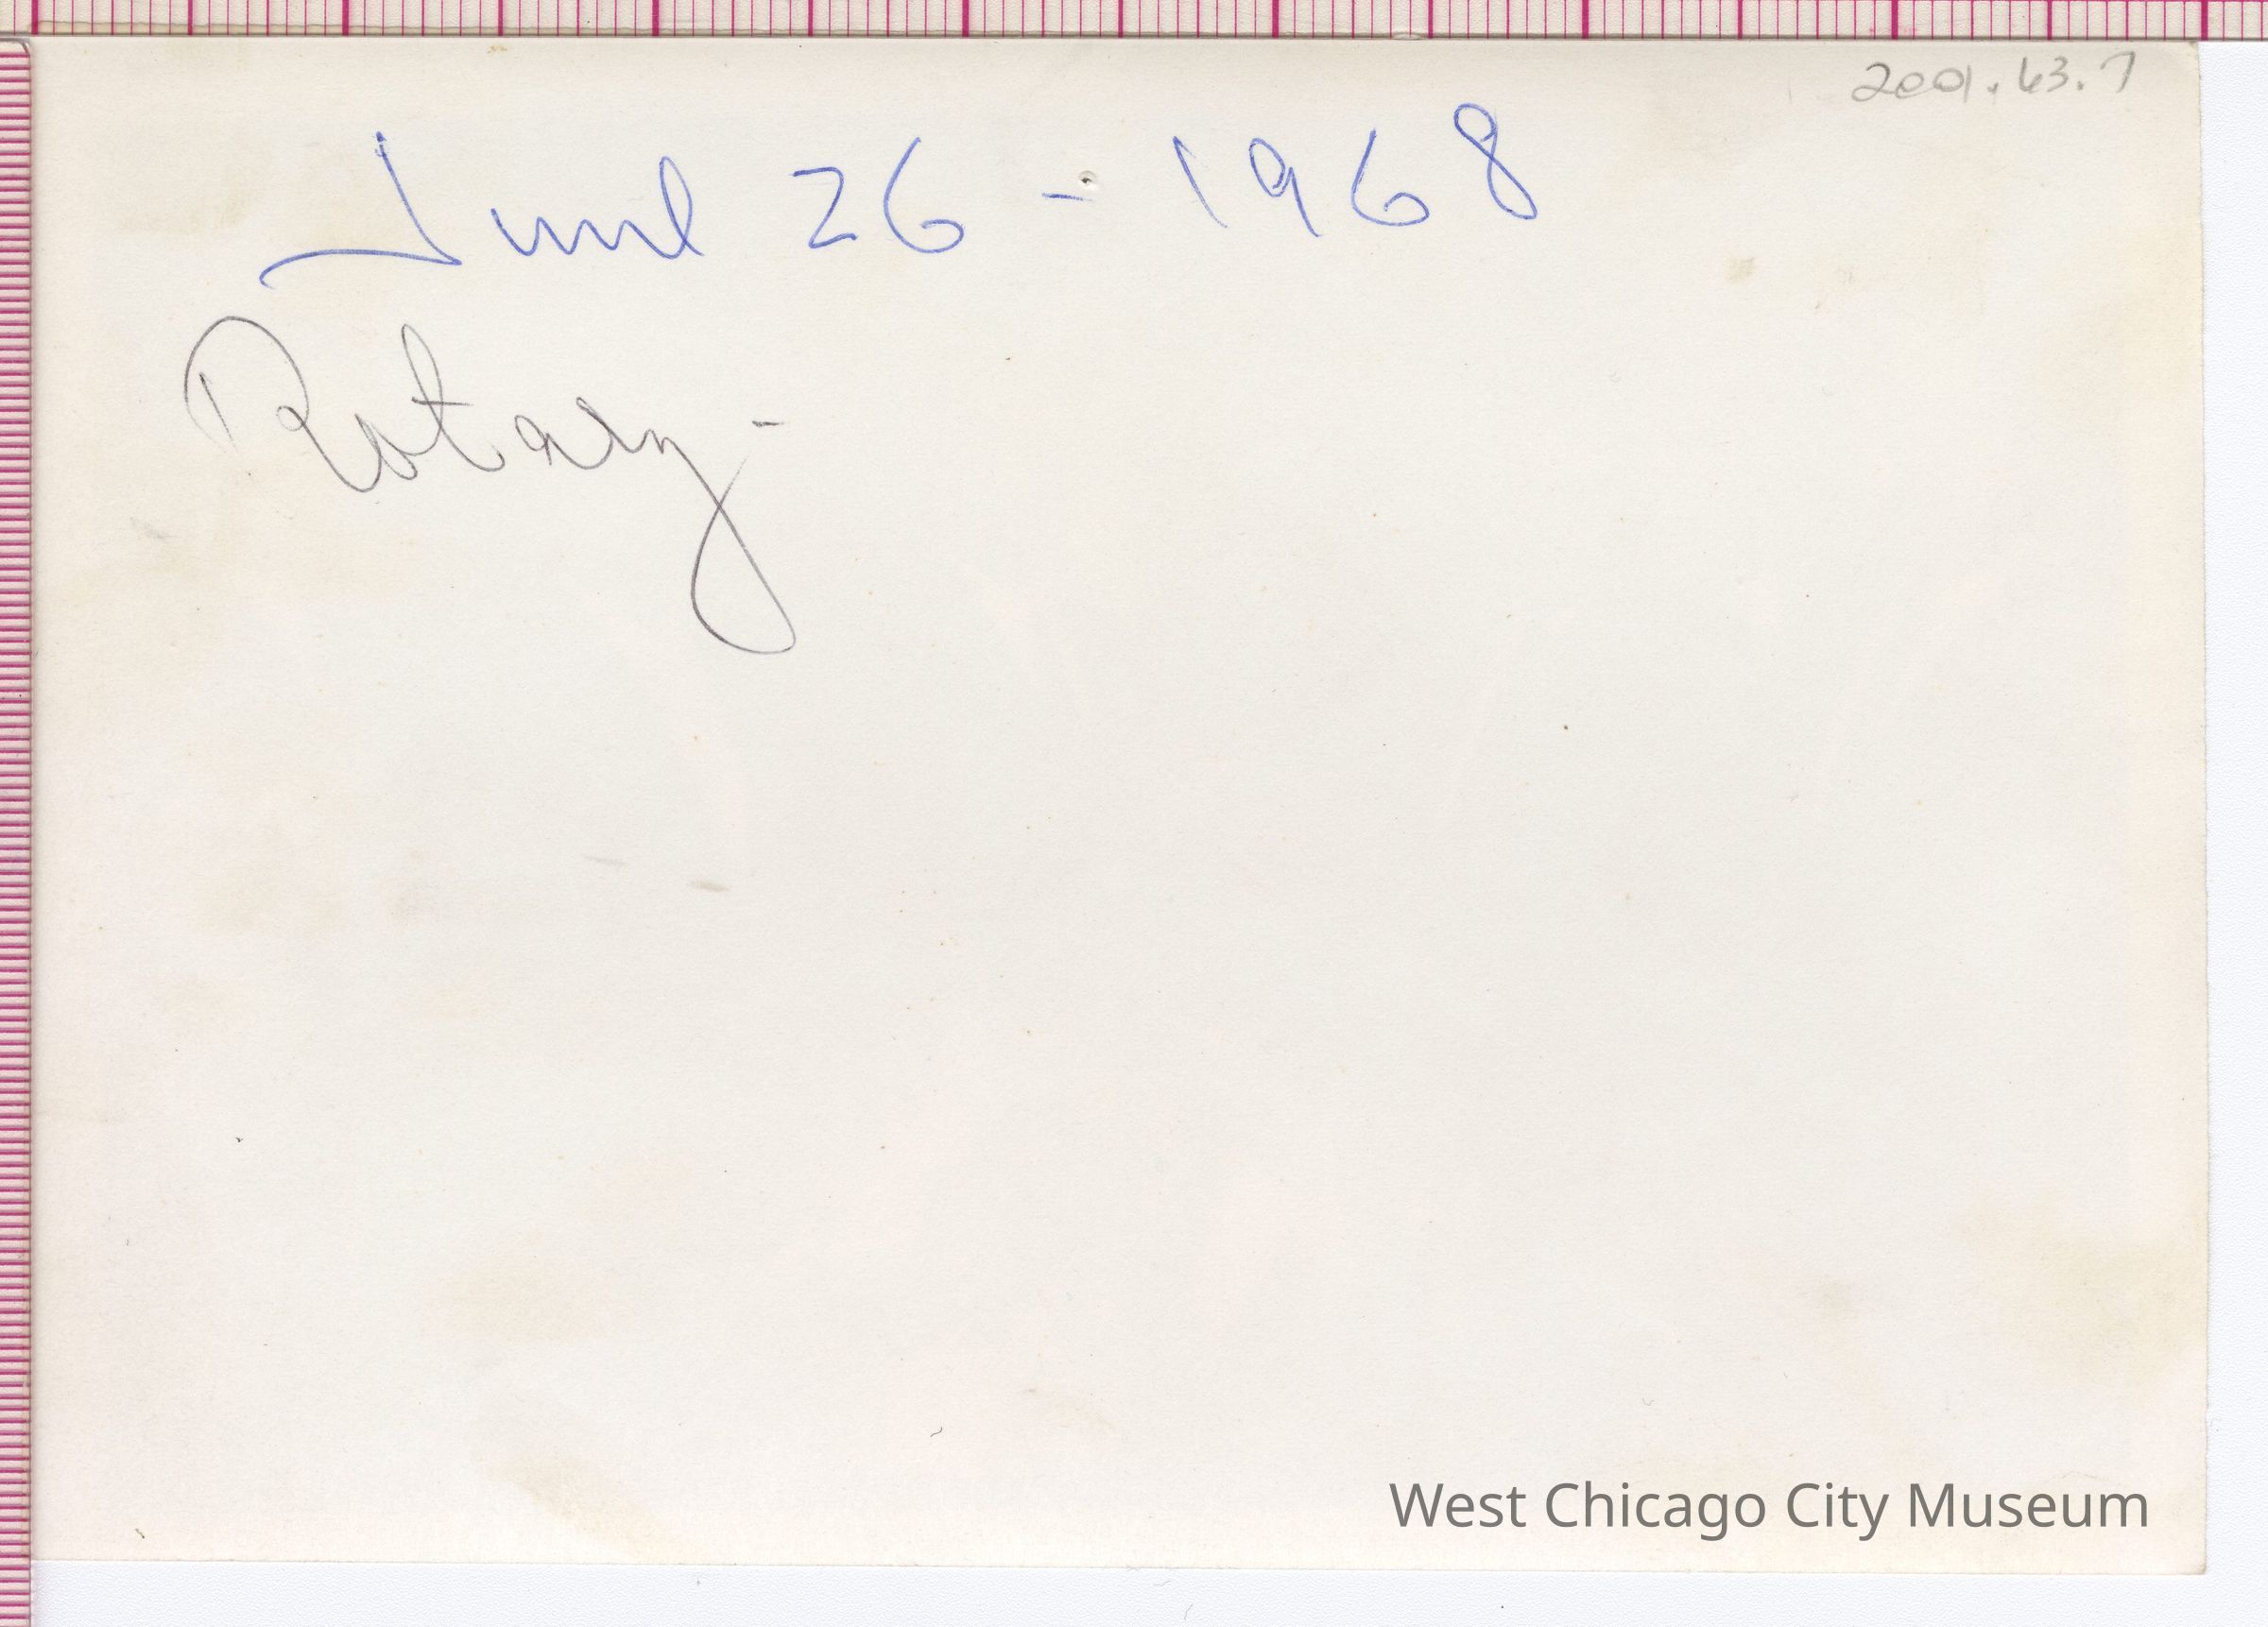 2001.63.7
June 26 - 1968
Rotary -
West Chicago City Museum